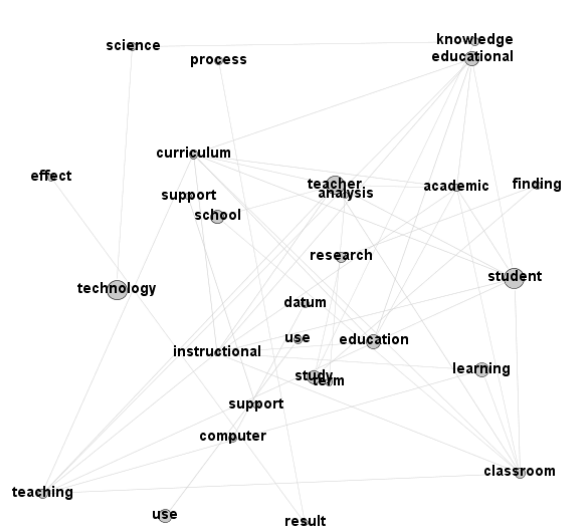 knowledge
science
educational
process
curriculum
effect
teacher
academic
finding
analysis
support
school
research
student
technology
datum
use
education
instructional
learning
study
term
support
computer
classroom
teaching
use
result